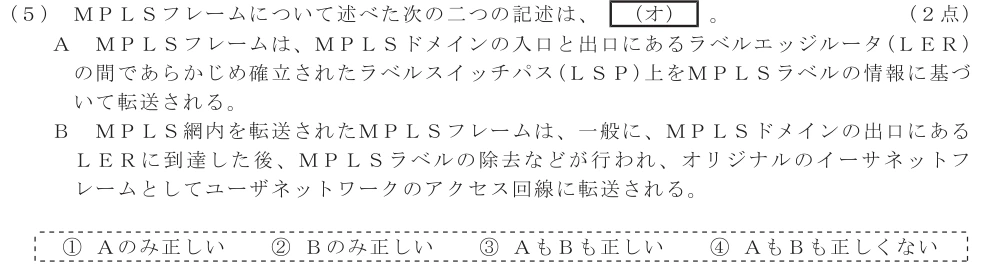 (5) ＭＰＬＳフレームについて述べた次の二つの記述は、 (オ) 。 (２点)
Ａ ＭＰＬＳフレームは、ＭＰＬＳドメインの入口と出口にあるラベルエッジルータ(ＬＥＲ)
の間であらかじめ確立されたラベルスイッチパス(ＬＳＰ)上をＭＰＬＳラベルの情報に基づ
いて転送される。
Ｂ ＭＰＬＳ網内を転送されたＭＰＬＳフレームは、一般に、ＭＰＬＳドメインの出口にある
ＬＥＲに到達した後、ＭＰＬＳラベルの除去などが行われ、オリジナルのイーサネットフ
レームとしてユーザネットワークのアクセス回線に転送される。
① Ａのみ正しい ② Ｂのみ正しい ③ ＡもＢも正しい ④ ＡもＢも正しくない